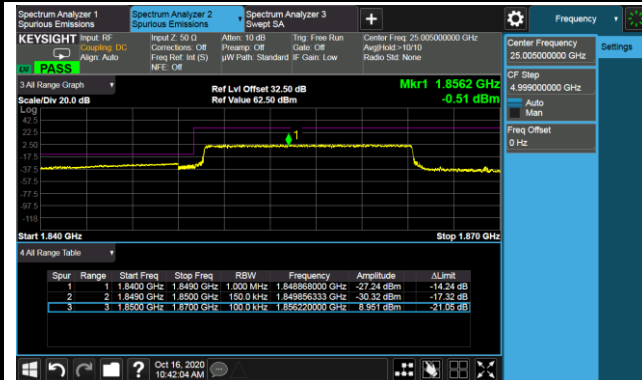 Spectrum Analyzer 1
Spurious Emissions
Spectrum Analyzer 2
Spurious Emissions
Spectrum Analyzer 3
Swept SA
+
Frequency
KEYSIGHT Input: RF
Coupling: DC
Align: Auto
PASS
Input Z: 50 Ω
Corrections: Off
Freq Ref: Int (S)
NFE: Off
Atten: 10 dB
Preamp: Off
µW Path: Standard
Trig: Free Run
Gate: Off
IF Gain: Low
Center Freq: 25.005000000 GHz
Avg|Hold:>10/10
Radio Std: None
Center Frequency
25.005000000 GHz
Settings
CF Step
4.999000000 GHz
Auto
Man
Freq Offset
0 Hz
3 All Range Graph
Scale/Div 20.0 dB
Ref Lvl Offset 32.50 dB
Ref Value 62.50 dBm
Mkr1 1.8562 GHz
-0.51 dBm
Log
42.5
22.5
2.50
-17.5
-37.5
-57.5
-77.5
-97.5
-118
1
Start 1.840 GHz
Stop 1.870 GHz
4 All Range Table
Spur Range Start Freq Stop Freq RBW Frequency Amplitude ΔLimit
1 1 1.8400 GHz 1.8490 GHz 1.000 MHz 1.848868000 GHz -27.24 dBm -14.24 dB
2 2 1.8490 GHz 1.8500 GHz 150.0 kHz 1.849856333 GHz -30.32 dBm -17.32 dB
3 3 1.8500 GHz 1.8700 GHz 100.0 kHz 1.856220000 GHz 8.951 dBm -21.05 dB
?
Oct 16, 2020
10:42:04 AM